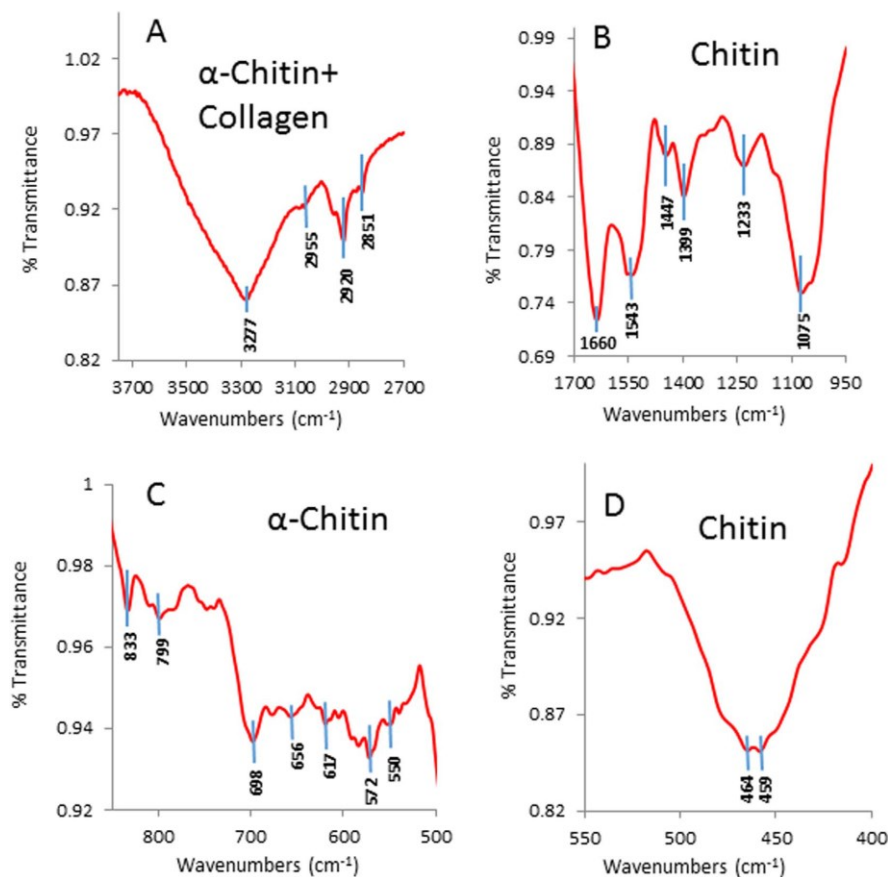 A
α-Chitin+
Collagen
% Transmittance
1.02
0.97
0.92
0.87
0.82
2955
2920
2851
3277
3700 3500 3300 3100 2900 2700
Wavenumbers (cm⁻¹)
B
Chitin
% Transmittance
0.99
0.94
0.89
0.84
0.79
0.74
0.69
1660
1543
1447
1399
1233
1075
1700 1550 1400 1250 1100 950
Wavenumbers (cm⁻¹)
C
α-Chitin
% Transmittance
1
0.98
0.96
0.94
0.92
833
799
698
656
617
572
550
800 700 600 500
Wavenumbers (cm⁻¹)
D
Chitin
% Transmittance
0.97
0.92
0.87
0.82
464
459
550 500 450 400
Wavenumbers (cm⁻¹)